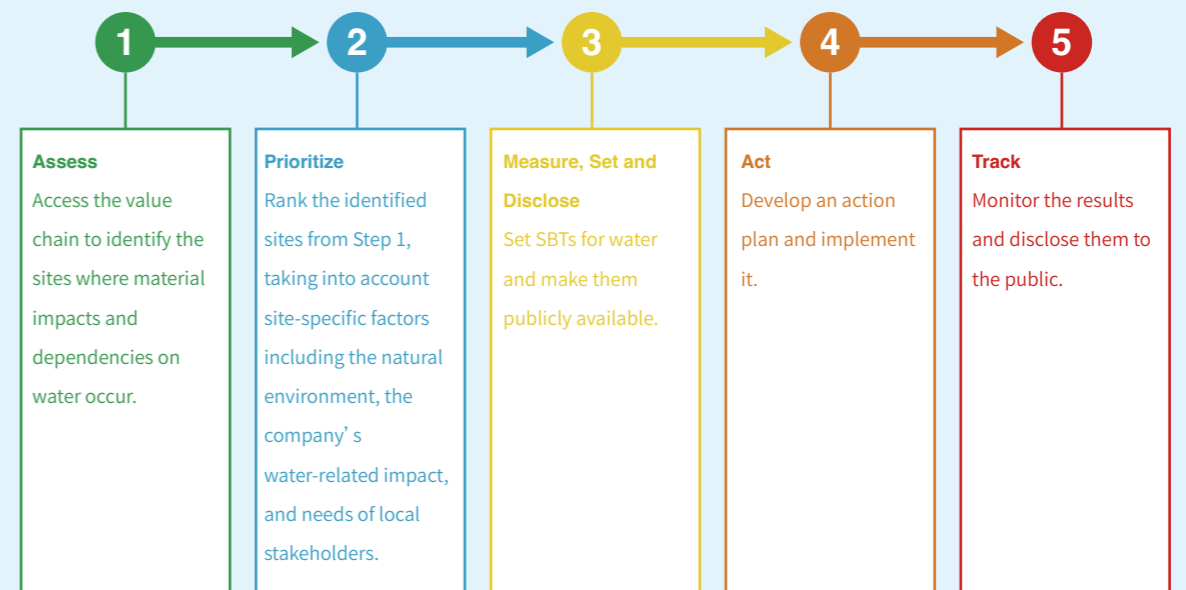 1
2
3
4
5
Assess
Access the value
chain to identify the
sites where material
impacts and
dependencies on
water occur.
Prioritize
Rank the identified
sites from Step 1,
taking into account
site-specific factors
including the natural
environment, the
company’ s
water-related impact,
and needs of local
stakeholders.
Measure, Set and
Disclose
Set SBTs for water
and make them
publicly available.
Act
Develop an action
plan and implement
it.
Track
Monitor the results
and disclose them to
the public.